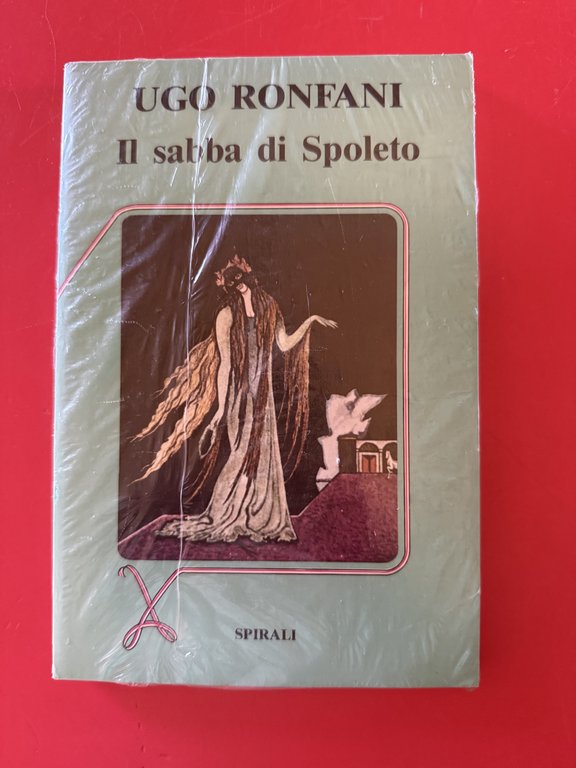 UGO RONFANI
Il sabba di Spoleto
SPIRALI